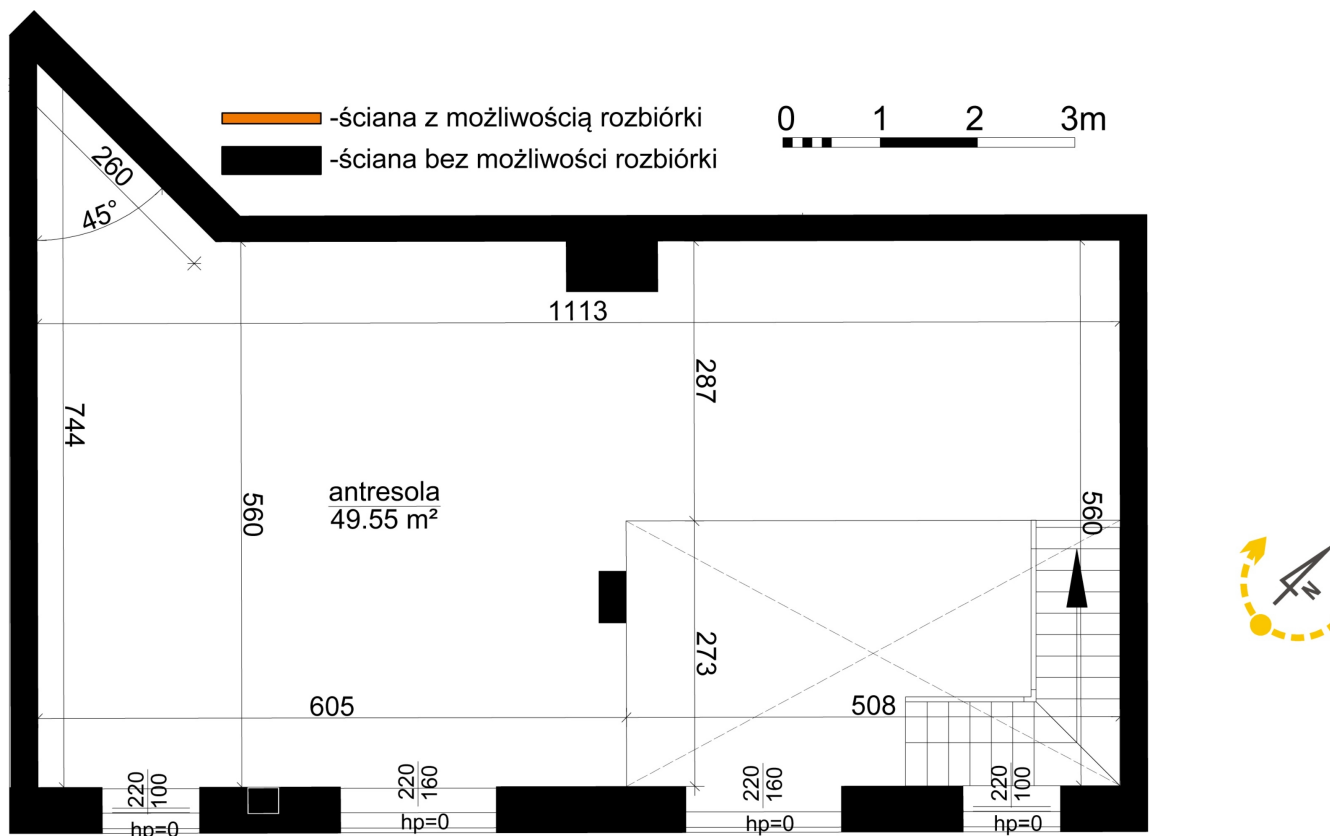 -ściana z możliwością rozbiórki
-ściana bez możliwości rozbiórki
0 1 2 3m
260
45°
1113
287
744
560
antresola
49.55 m²
560
273
605
508
220
100
hp=0
220
160
hp=0
220
160
hp=0
220
100
hp=0
N